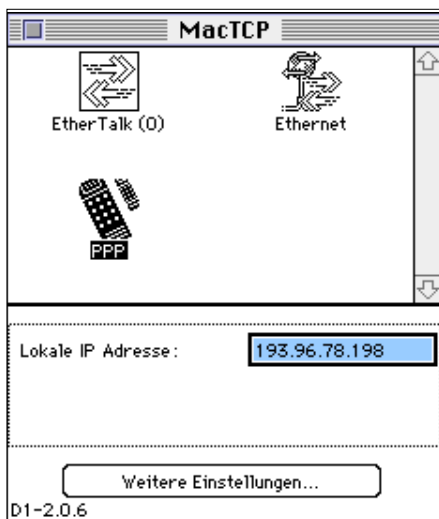 MacTCP
EtherTalk (0)
Ethernet
PPP
Lokale IP Adresse:
193.96.78.198
Weitere Einstellungen...
D1-2.0.6